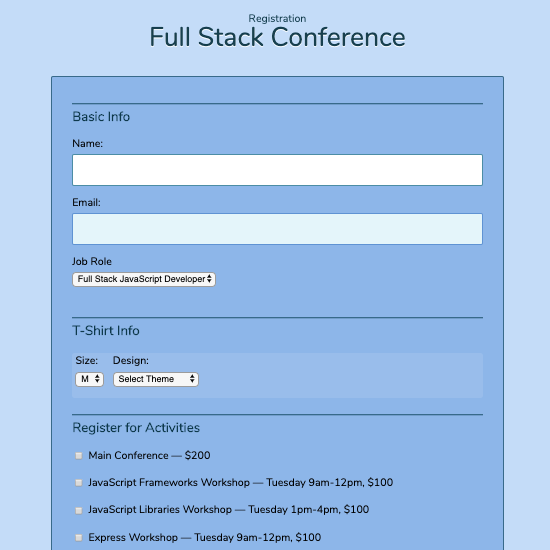 Registration
Full Stack Conference
Basic Info
Name:
Email:
Job Role
Full Stack JavaScript Developer
T-Shirt Info
Size: Design:
M Select Theme
Register for Activities
Main Conference — $200
JavaScript Frameworks Workshop — Tuesday 9am-12pm, $100
JavaScript Libraries Workshop — Tuesday 1pm-4pm, $100
Express Workshop — Tuesday 9am-12pm, $100